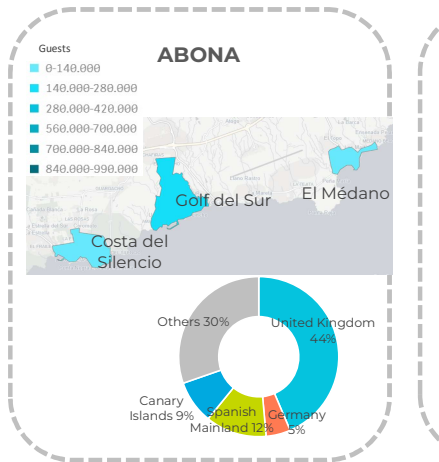 Guests
ABONA
0-140.000
140.000-280.000
280.000-420.000
560.000-700.000
700.000-840.000
840.000-990.000
El Médano
Golf del Sur
Costa del
Silencio
Others 30%
United Kingdom
44%
Canary
Islands 9%
Spanish
Mainland 12%
Germany
5%